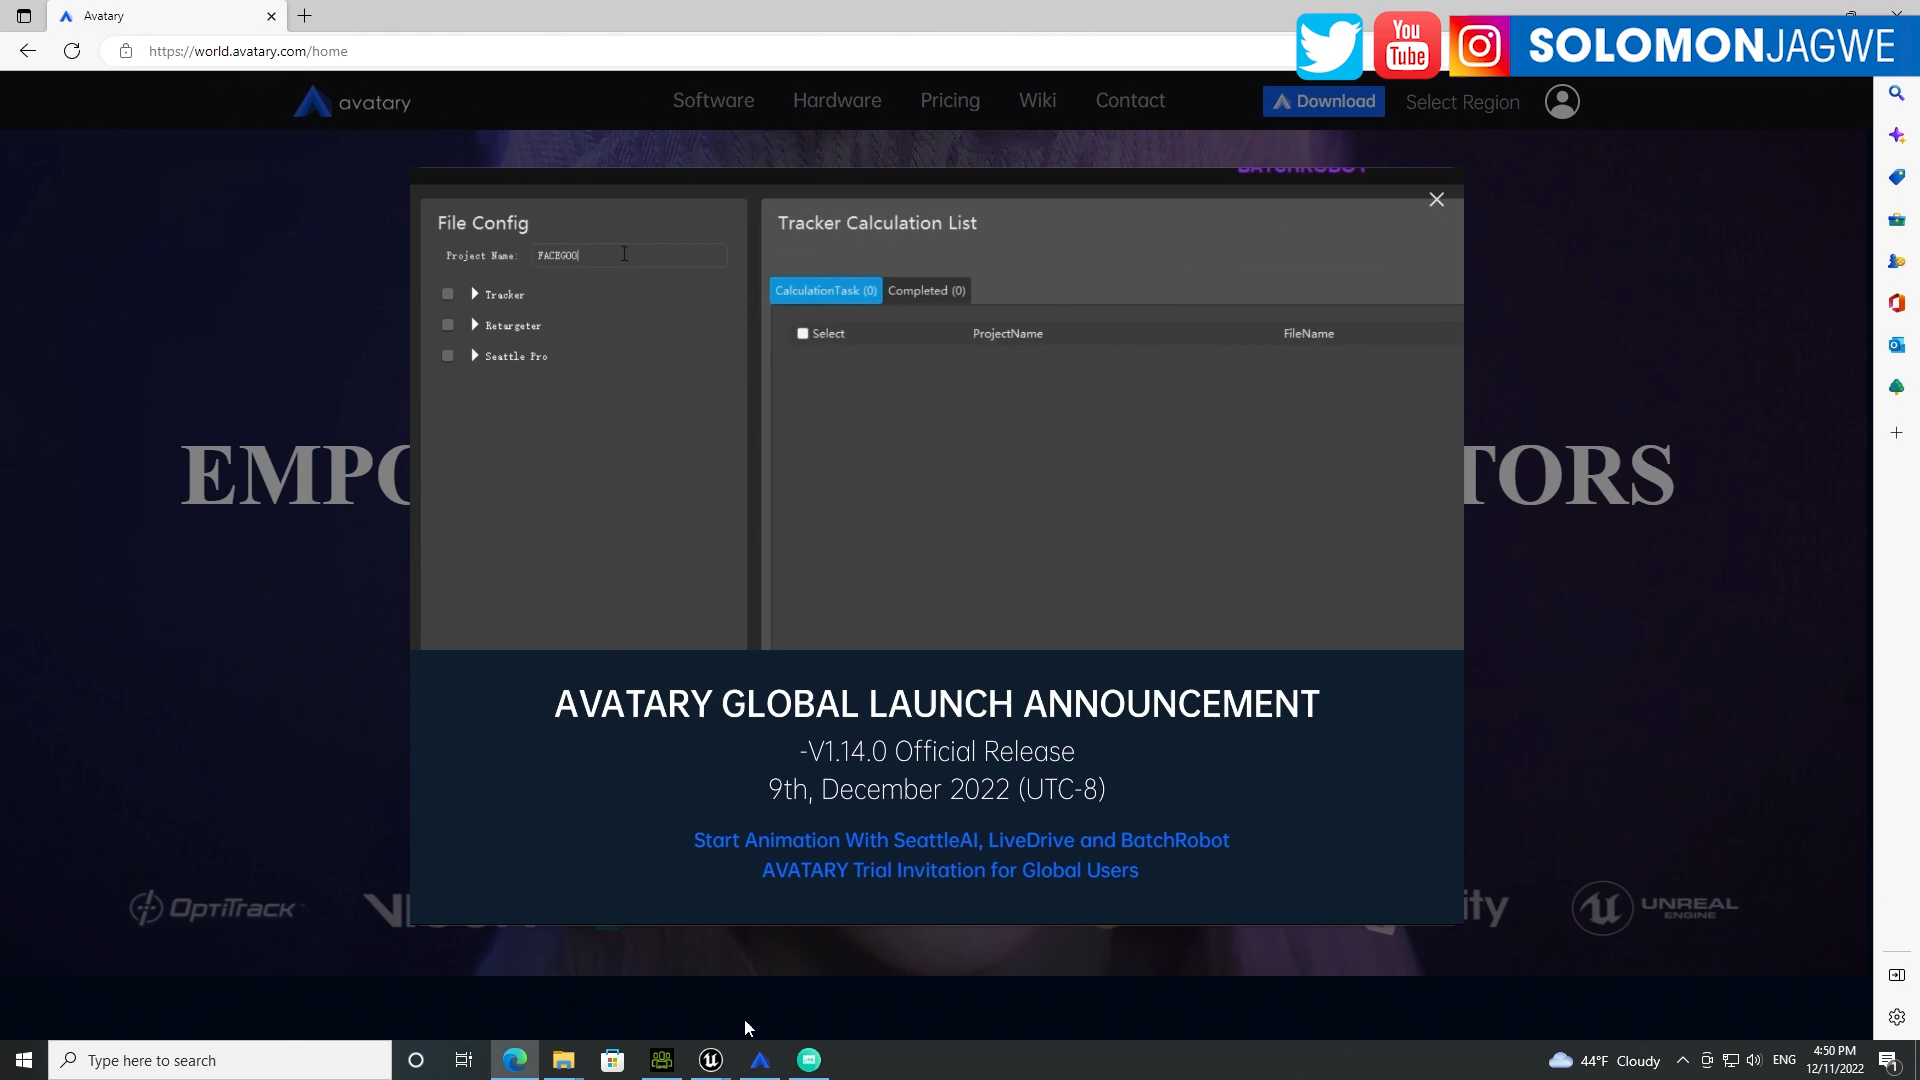 Avatary
https://world.avatary.com/home
You
Tube
SOLOMONJAGWE
avatary
Software
Hardware
Pricing
Wiki
Contact
Download
Select Region
BATCHROBOT
File Config
Project Name:
FACEGOO
Tracker
Retargeter
Seattle Pro
Tracker Calculation List
CalculationTask (0)
Completed (0)
Select
ProjectName
FileName
EMPO
TORS
AVATARY GLOBAL LAUNCH ANNOUNCEMENT
-V1.14.0 Official Release
9th, December 2022 (UTC-8)
Start Animation With SeattleAI, LiveDrive and BatchRobot
AVATARY Trial Invitation for Global Users
OptiTrack
ity
UNREAL
ENGINE
Type here to search
44°F Cloudy
ENG
4:50 PM
12/11/2022
1